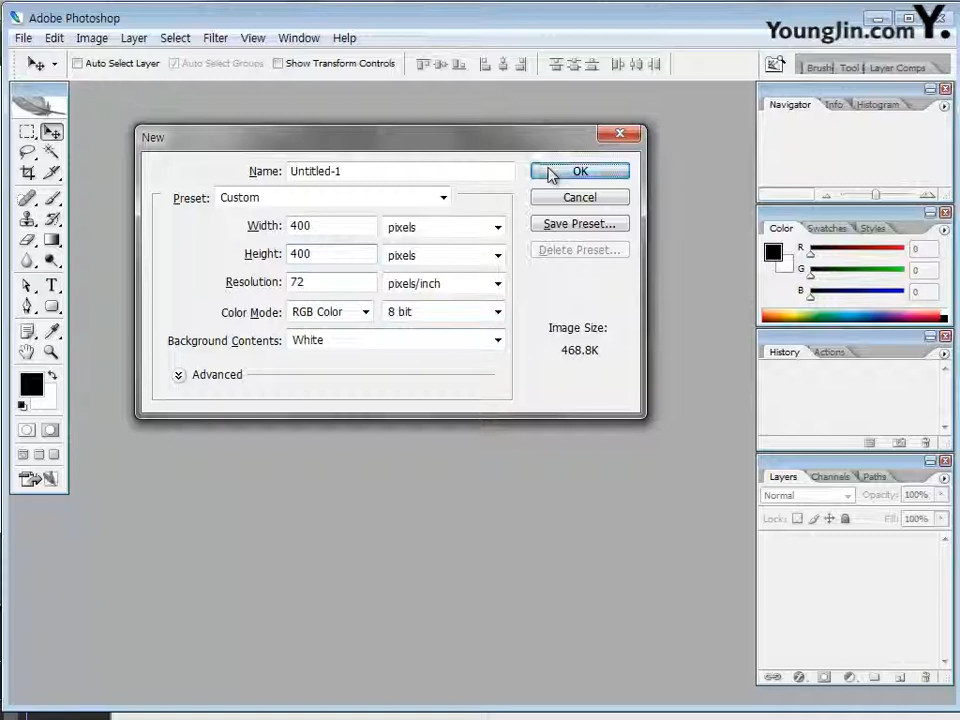 Adobe Photoshop
YoungJin.com Y.
File Edit Image Layer Select Filter View Window Help
Auto Select Layer Auto Select Groups Show Transform Controls
Brush Tool Layer Comps
Navigator Info Histogram
New
Name: Untitled-1 OK
Preset: Custom Cancel
Width: 400 pixels Save Preset...
Height: 400 pixels Delete Preset...
Resolution: 72 pixels/inch
Color Mode: RGB Color 8 bit
Background Contents: White
Image Size:
468.8K
Advanced
Color Swatches Styles
R 0
G 0
B 0
History Actions
Layers Channels Paths
Normal Opacity: 100%
Lock: Fill: 100%
T